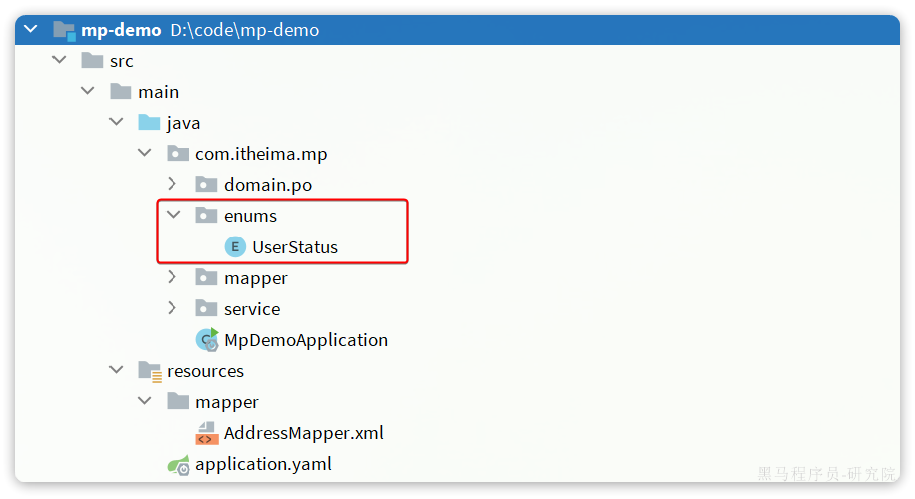 mp-demo D:\code\mp-demo
src
main
java
com.itheima.mp
domain.po
enums
E UserStatus
mapper
service
C MpDemoApplication
resources
mapper
<> AddressMapper.xml
application.yaml
黑马程序员-研究院